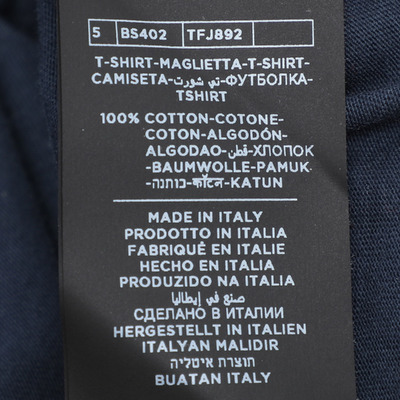 5 BS402 TFJ892
T-SHIRT-MAGLIETTA-T-SHIRT-
CAMISETA-تي شورت-ФУТБОЛКА-
TSHIRT
100% COTTON-COTONE-
COTON-ALGODÓN-
ALGODAO-قطن-ХЛОПОК
-BAUMWOLLE-PAMUK-
-כותנה-कॉटन-KATUN
MADE IN ITALY
PRODOTTO IN ITALIA
FABRIQUÉ EN ITALIE
HECHO EN ITALIA
PRODUZIDO NA ITALIA
صنع في إيطاليا
СДЕЛАНО В ИТАЛИИ
HERGESTELLT IN ITALIEN
ITALYAN MALIDIR
תוצרת איטליה
BUATAN ITALY